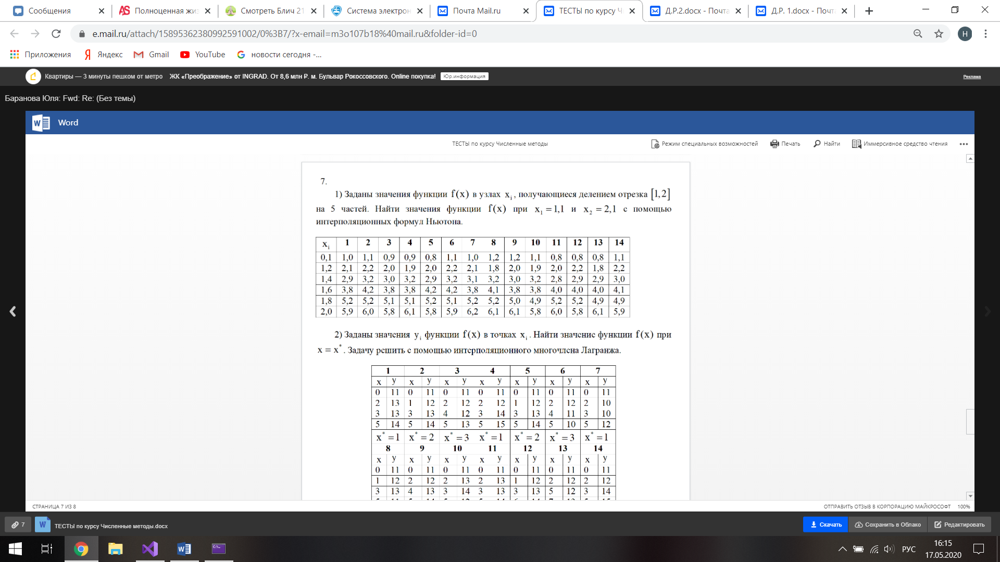 Сообщения
Полноценная жиз
Смотреть Блич 21
Система электрон
Почта Mail.ru
ТЕСТЫ по курсу Ч
Д.Р.2.docx - Почта
Д.Р. 1.docx - Почт
e.mail.ru/attach/15895362380992591002/0%3B7/?x-email=m3o107b18%40mail.ru&folder-id=0
H
Приложения
Яндекс
Gmail
YouTube
новости сегодня -...
Квартиры — 3 минуты пешком от метро ЖК «Преображение» от INGRAD. От 8,6 млн ₽. м. Бульвар Рокоссовского. Online покупка! Юр.информация
Реклама
Баранова Юля: Fwd: Re: (Без темы)
Word
ТЕСТЫ по курсу Численные методы
Режим специальных возможностей Печать Найти Иммерсивное средство чтения
7.
1) Заданы значения функции f(x) в узлах xᵢ, получающиеся делением отрезка [1,2]
на 5 частей. Найти значения функции f(x) при x₁ = 1,1 и x₂ = 2,1 с помощью
интерполяционных формул Ньютона.
xᵢ 1 2 3 4 5 6 7 8 9 10 11 12 13 14
0,1 1,0 1,1 0,9 0,9 0,8 1,1 1,0 1,2 1,2 1,1 0,8 0,8 0,8 1,1
1,2 2,1 2,2 2,0 1,9 2,0 2,2 2,1 1,8 2,0 1,9 2,0 2,2 1,8 2,2
1,4 2,9 3,2 3,0 3,2 2,9 3,2 3,1 3,2 3,0 3,2 2,8 2,9 2,9 3,0
1,6 3,8 4,2 3,8 3,8 4,2 4,2 3,8 4,1 3,8 3,8 4,0 4,0 4,0 4,1
1,8 5,2 5,2 5,1 5,1 5,2 5,1 5,2 5,2 5,0 4,9 5,2 5,2 4,9 4,9
2,0 5,9 6,0 5,8 6,1 5,8 5,9 6,2 6,1 6,1 5,8 6,0 5,8 6,1 5,9
2) Заданы значения yᵢ функции f(x) в точках xᵢ. Найти значение функции f(x) при
x = x*. Задачу решить с помощью интерполяционного многочлена Лагранжа.
1 2 3 4 5 6 7
x y x y x y x y x y x y x y
0 11 0 11 0 11 0 11 0 11 0 11 0 11
2 13 1 12 2 12 2 12 1 12 2 12 2 10
3 13 3 13 4 12 3 14 3 13 4 11 3 10
5 14 5 14 5 13 5 15 5 14 5 10 5 12
x* =1 x* =2 x* =3 x* =1 x* =2 x* =3 x* =1
8 9 10 11 12 13 14
x y x y x y x y x y x y x y
0 11 0 11 0 11 0 11 0 11 0 11 0 11
1 12 2 12 2 13 2 13 1 12 2 12 2 12
3 13 4 13 3 14 3 13 3 13 5 12 3 14
СТРАНИЦА 7 ИЗ 8
ОТПРАВИТЬ ОТЗЫВ В КОРПОРАЦИЮ МАЙКРОСОФТ 100%
7
ТЕСТЫ по курсу Численные методы.docx
Скачать
Сохранить в Облако
Редактировать
РУС
16:15
17.05.2020